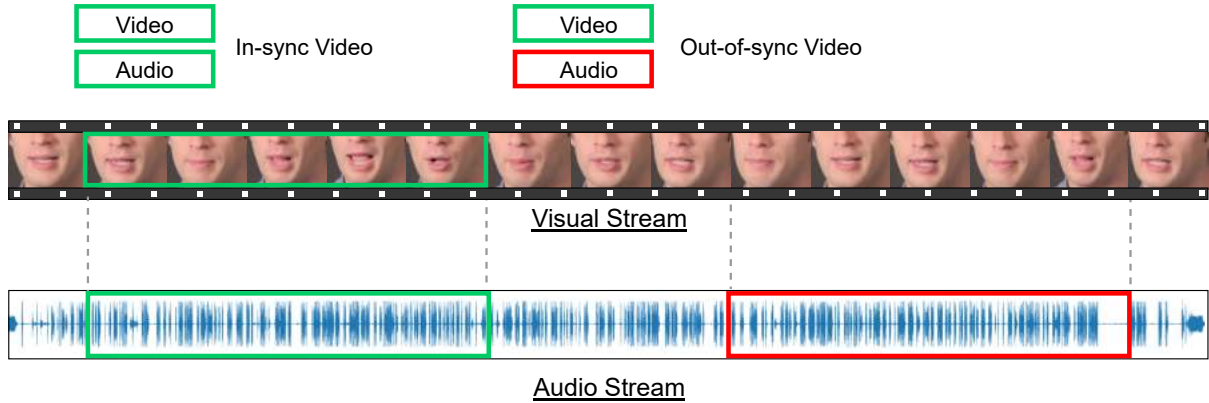 Video
Audio
In-sync Video
Video
Audio
Out-of-sync Video
Visual Stream
Audio Stream